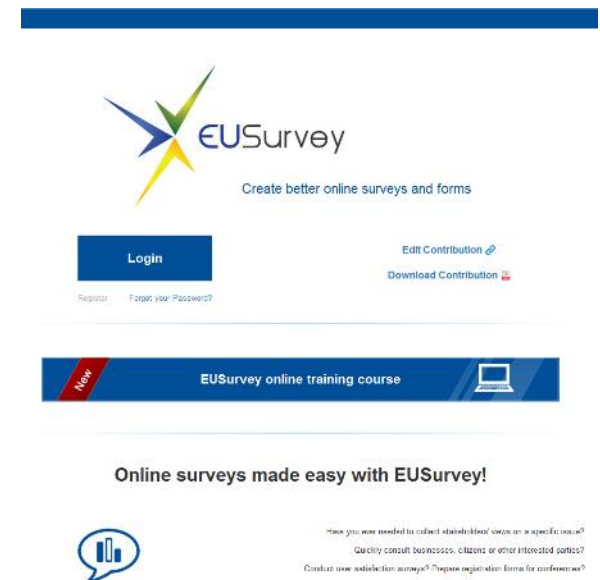 EUSurvey
Create better online surveys and forms
Login
Edit Contribution
Download Contribution
Register Forgot your Password?
New
EUSurvey online training course
Online surveys made easy with EUSurvey!
Have you ever needed to collect stakeholders' views on a specific issue?
Quickly consult businesses, citizens or other interested parties?
Conduct user satisfaction surveys? Prepare registration forms for conferences?